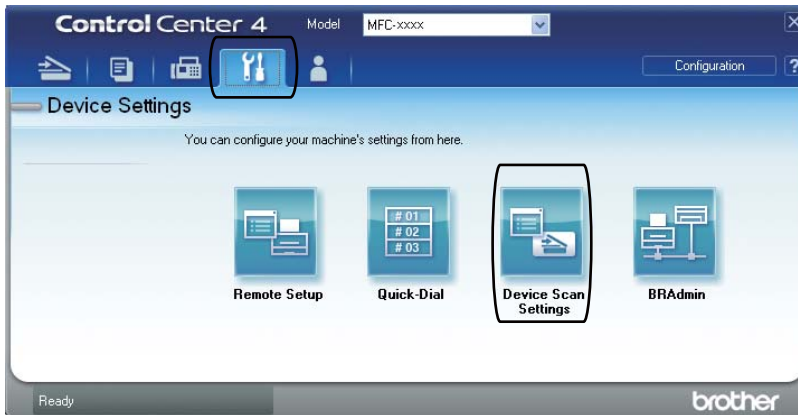 Control Center 4 Model MFC-xxxx
Configuration ?
Device Settings
You can configure your machine's settings from here.
# 01
# 02
# 03
Remote Setup Quick-Dial Device Scan Settings BRAdmin
Ready brother